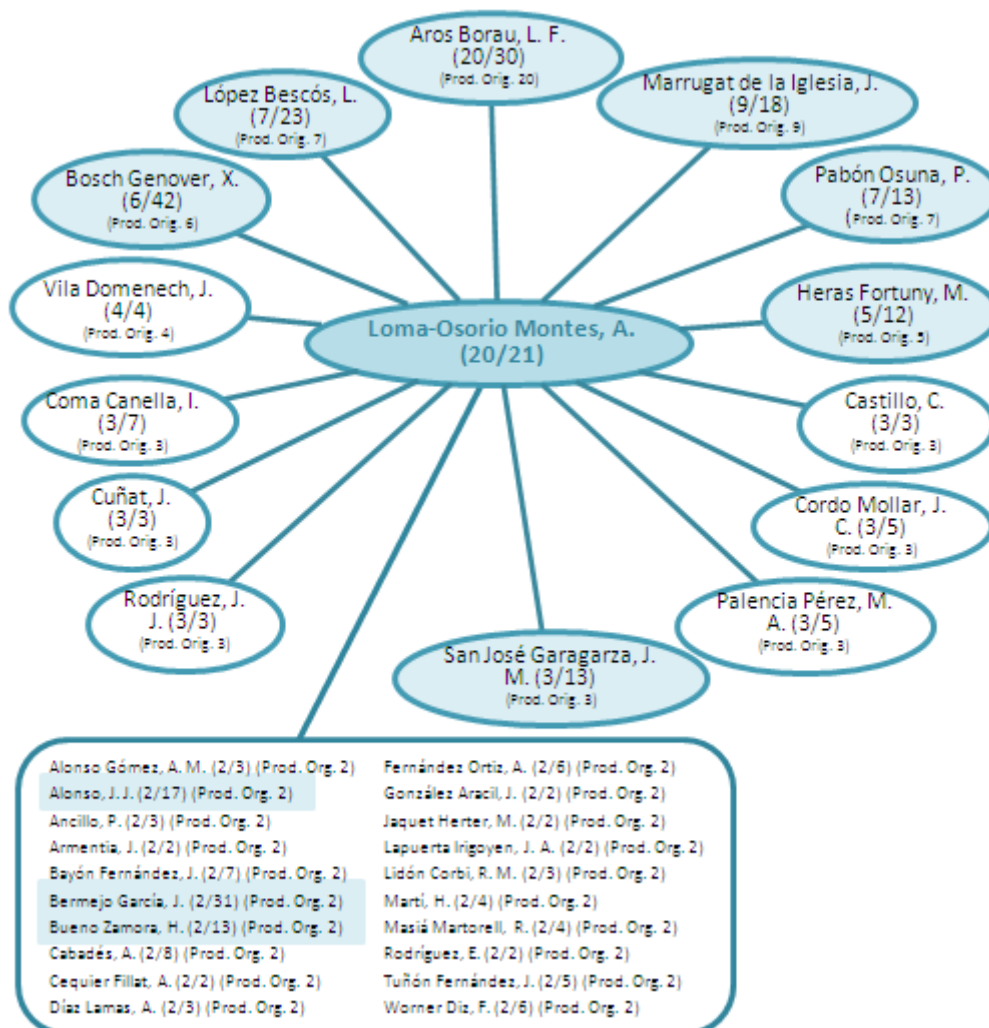 Aros Borau, L. F.
(20/30)
(Prod. Orig. 20)
López Bescós, L.
(7/23)
(Prod. Orig. 7)
Marrugat de la Iglesia, J.
(9/18)
(Prod. Orig. 9)
Bosch Genover, X.
(6/42)
(Prod. Orig. 6)
Pabón Osuna, P.
(7/13)
(Prod. Orig. 7)
Vila Domenech, J.
(4/4)
(Prod. Orig. 4)
Heras Fortuny, M.
(5/12)
(Prod. Orig. 5)
Loma-Osorio Montes, A.
(20/21)
Coma Canella, I.
(3/7)
(Prod. Orig. 3)
Castillo, C.
(3/3)
(Prod. Orig. 3)
Cuñat, J.
(3/3)
(Prod. Orig. 3)
Cordo Mollar, J.
C. (3/5)
(Prod. Orig. 3)
Rodríguez, J.
J. (3/3)
(Prod. Orig. 3)
Palencia Pérez, M.
A. (3/5)
(Prod. Orig. 3)
San José Garagarza, J.
M. (3/13)
(Prod. Orig. 3)
Alonso Gómez, A. M. (2/3) (Prod. Org. 2)
Alonso, J. J. (2/17) (Prod. Org. 2)
Ancillo, P. (2/3) (Prod. Org. 2)
Armentia, J. (2/2) (Prod. Org. 2)
Bayón Fernández, J. (2/7) (Prod. Org. 2)
Bermejo García, J. (2/31) (Prod. Org. 2)
Bueno Zamora, H. (2/13) (Prod. Org. 2)
Cabadés, A. (2/8) (Prod. Org. 2)
Cequier Fillat, A. (2/2) (Prod. Org. 2)
Díaz Lamas, A. (2/3) (Prod. Org. 2)
Fernández Ortiz, A. (2/6) (Prod. Org. 2)
González Aracil, J. (2/2) (Prod. Org. 2)
Jaquet Herter, M. (2/2) (Prod. Org. 2)
Lapuerta Irigoyen, J. A. (2/2) (Prod. Org. 2)
Lidón Corbi, R. M. (2/3) (Prod. Org. 2)
Martí, H. (2/4) (Prod. Org. 2)
Masiá Martorell, R. (2/4) (Prod. Org. 2)
Rodríguez, E. (2/2) (Prod. Org. 2)
Tuñón Fernández, J. (2/5) (Prod. Org. 2)
Worner Diz, F. (2/6) (Prod. Org. 2)